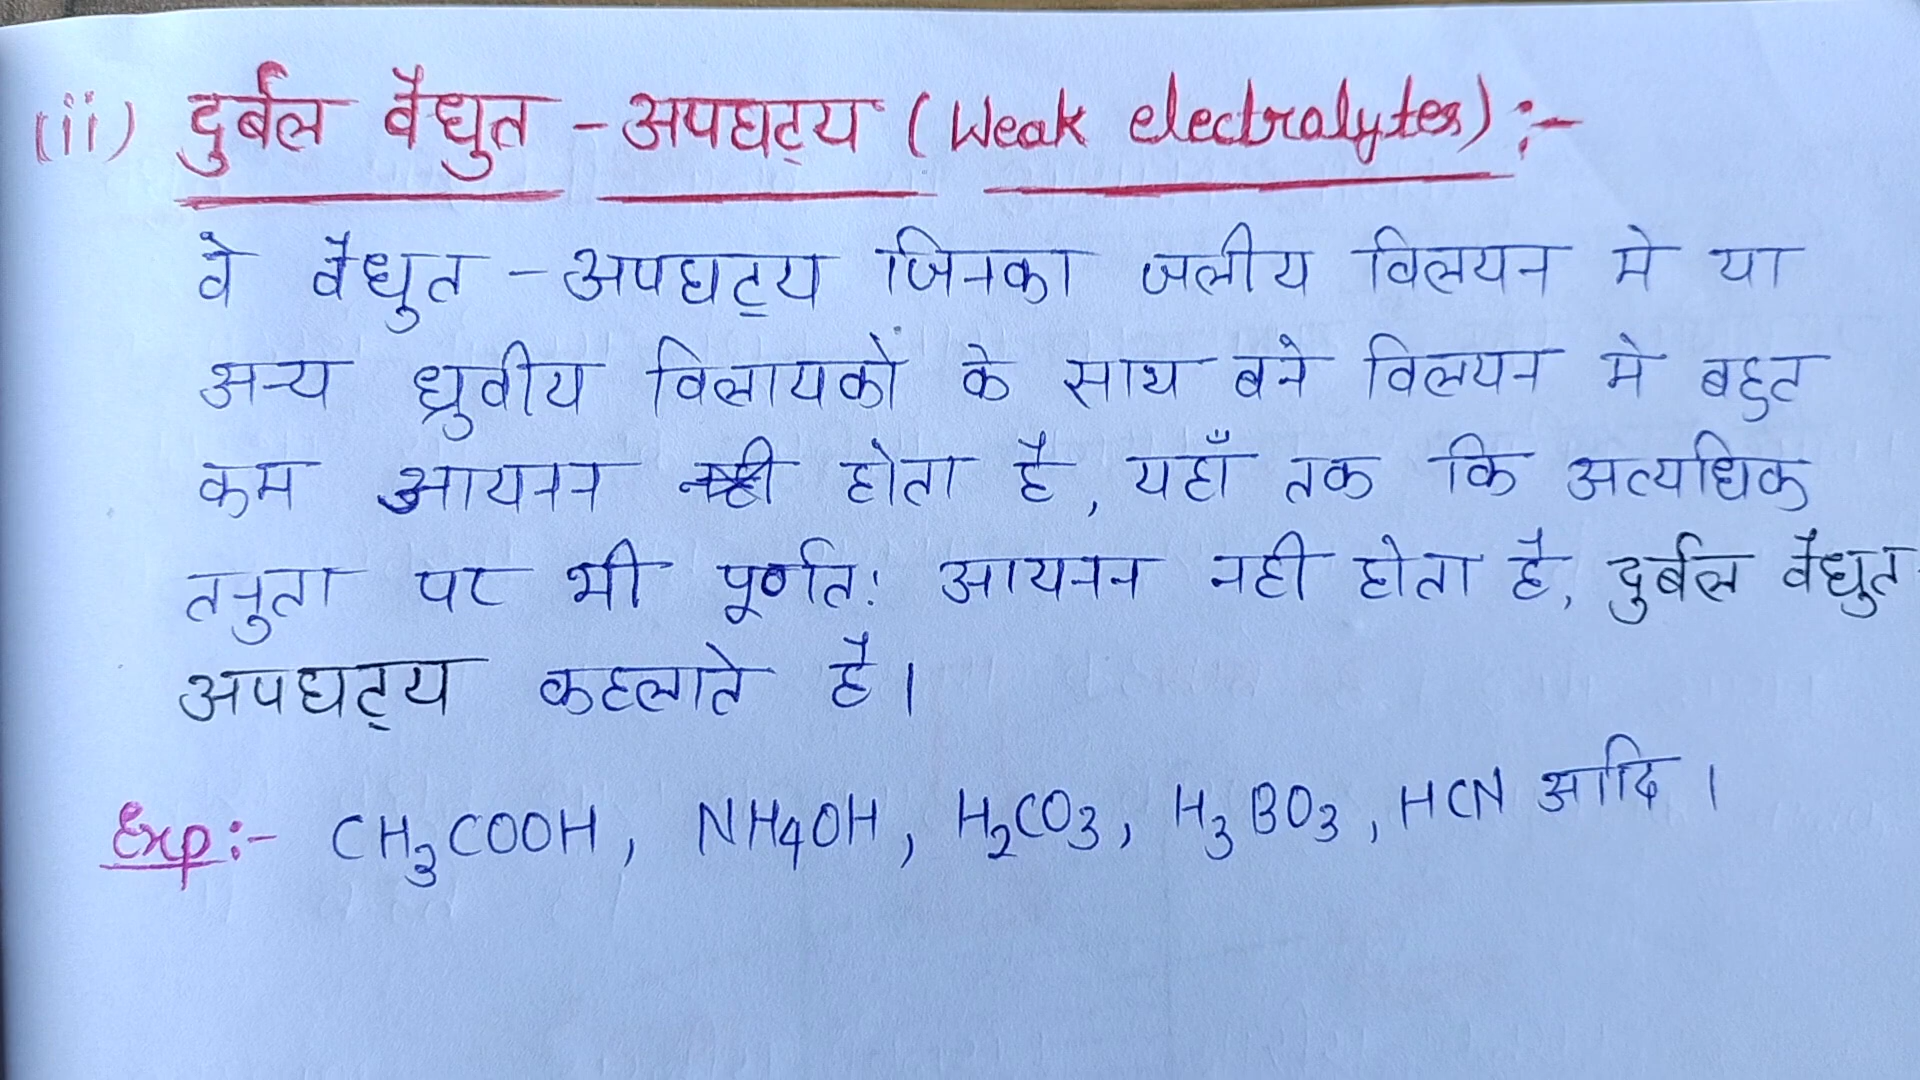 (ii) दुर्बल वैधुत - अपघट्य (Weak electrolytes) :-
वे वैधुत - अपघट्य जिनका जलीय विलयन मे या
अन्य ध्रुवीय विलायकों के साथ बने विलयन मे बहुत
कम आयनन होता है, यहाँ तक कि अत्यधिक
तनुता पर भी पूर्णत: आयनन नही होता है, दुर्बल वैधुत-
अपघट्य कहलाते है।
Exp:- CH₃COOH, NH4OH, H₂CO₃, H₃BO₃, HCN आदि ।